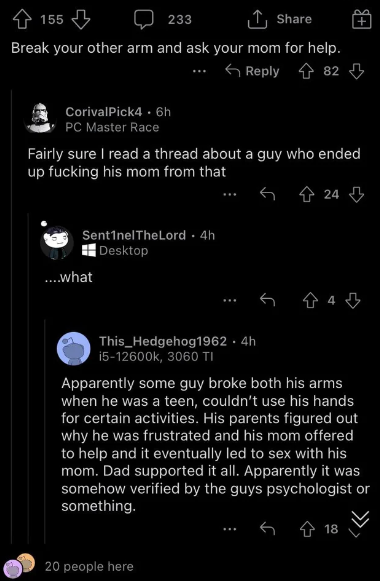 155 233 Share
Break your other arm and ask your mom for help.
... Reply 82
CorivalPick4 • 6h
PC Master Race
Fairly sure I read a thread about a guy who ended
up fucking his mom from that
... 24
Sent1nelTheLord • 4h
Desktop
....what
... 4
This_Hedgehog1962 • 4h
i5-12600k, 3060 TI
Apparently some guy broke both his arms
when he was a teen, couldn't use his hands
for certain activities. His parents figured out
why he was frustrated and his mom offered
to help and it eventually led to sex with his
mom. Dad supported it all. Apparently it was
somehow verified by the guys psychologist or
something.
... 18
20 people here